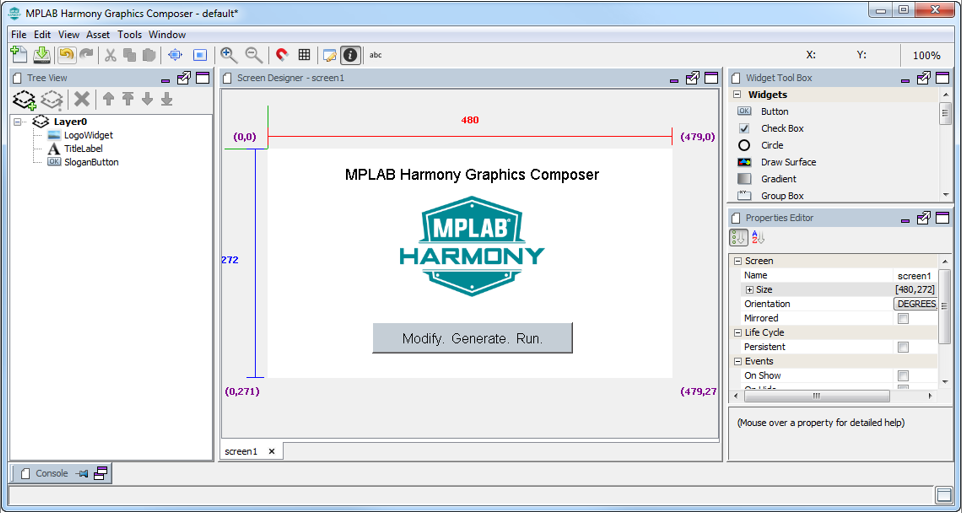 MPLAB Harmony Graphics Composer - default*
File Edit View Asset Tools Window
abc
X: Y: 100%
Tree View
Layer0
LogoWidget
A TitleLabel
OK SloganButton
Screen Designer - screen1
480
(0,0) (479,0)
272
MPLAB Harmony Graphics Composer
MPLAB®
HARMONY
Modify. Generate. Run.
(0,271) (479,27
screen1
Widget Tool Box
Widgets
OK Button
Check Box
Circle
Draw Surface
Gradient
Group Box
Properties Editor
Screen
Name screen1
Size [480,272]
Orientation DEGREES
Mirrored
Life Cycle
Persistent
Events
On Show
On Hide
(Mouse over a property for detailed help)
Console